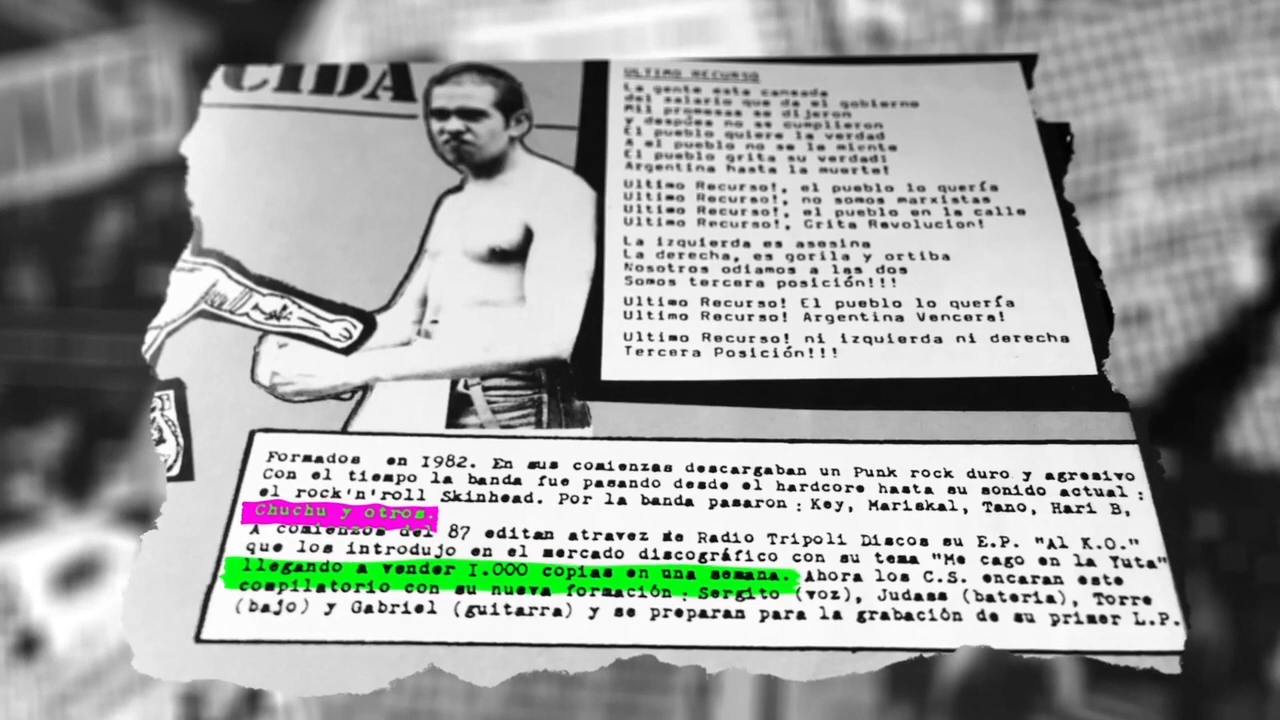 CIDA
ULTIMO RECURSO
La gente esta cansada
del salario que da el gobierno
Mil promesas se dijeron
y despúes no se cumplieron
El pueblo quiere la verdad
A el pueblo no se le miente
El pueblo grita su verdad!
Argentina hasta la muerte!
Ultimo Recurso!, el pueblo lo quería
Ultimo Recurso!, no somos marxistas
Ultimo Recurso!, el pueblo en la calle
Ultimo Recurso!, Grita Revolucion!
La izquierda es asesina
La derecha, es gorila y ortiba
Nosotros odiamos a las dos
Somos tercera posición!!!
Ultimo Recurso! El pueblo lo quería
Ultimo Recurso! Argentina Vencera!
Ultimo Recurso! ni izquierda ni derecha
Tercera Posición!!!
Formados en 1982. En sus comienzos descargaban un Punk rock duro y agresivo
Con el tiempo la banda fue pasando desde el hardcore hasta su sonido actual :
el rock'n'roll Skinhead. Por la banda pasaron : Key, Mariskal, Tano, Hari B,
Chuchu y otros.
A comienzos del 87 editan atravez de Radio Tripoli Discos su E.P. "Al K.O."
que los introdujo en el mercado discográfico con su tema "Me cago en la Yuta"
llegando a vender I.000 copias en una semana. Ahora los C.S. encaran este
compilatorio con su nueva formación : Sergito (voz), Judass (bateria), Torre
(bajo) y Gabriel (guitarra) y se preparan para la grabación de su primer L.P.